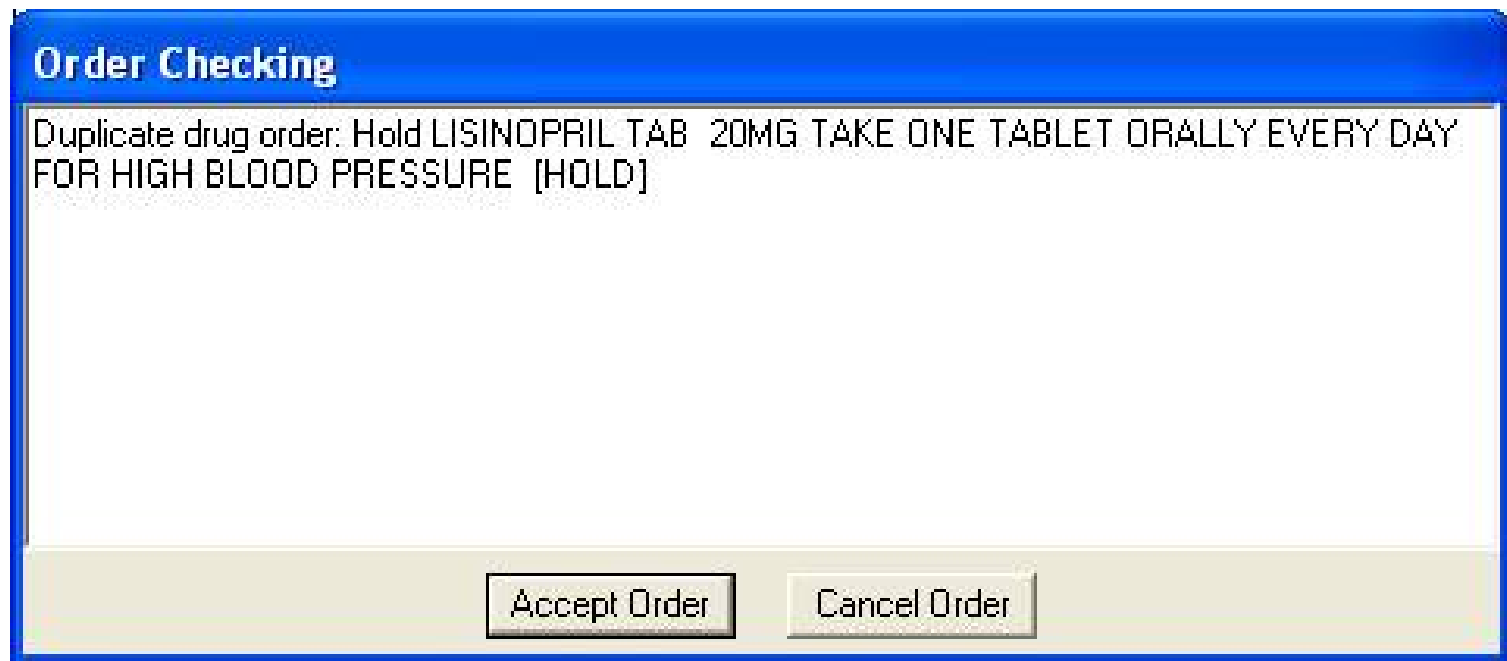 Order Checking
Duplicate drug order: Hold LISINOPRIL TAB  20MG TAKE ONE TABLET ORALLY EVERY DAY
FOR HIGH BLOOD PRESSURE  [HOLD]
Accept Order
Cancel Order